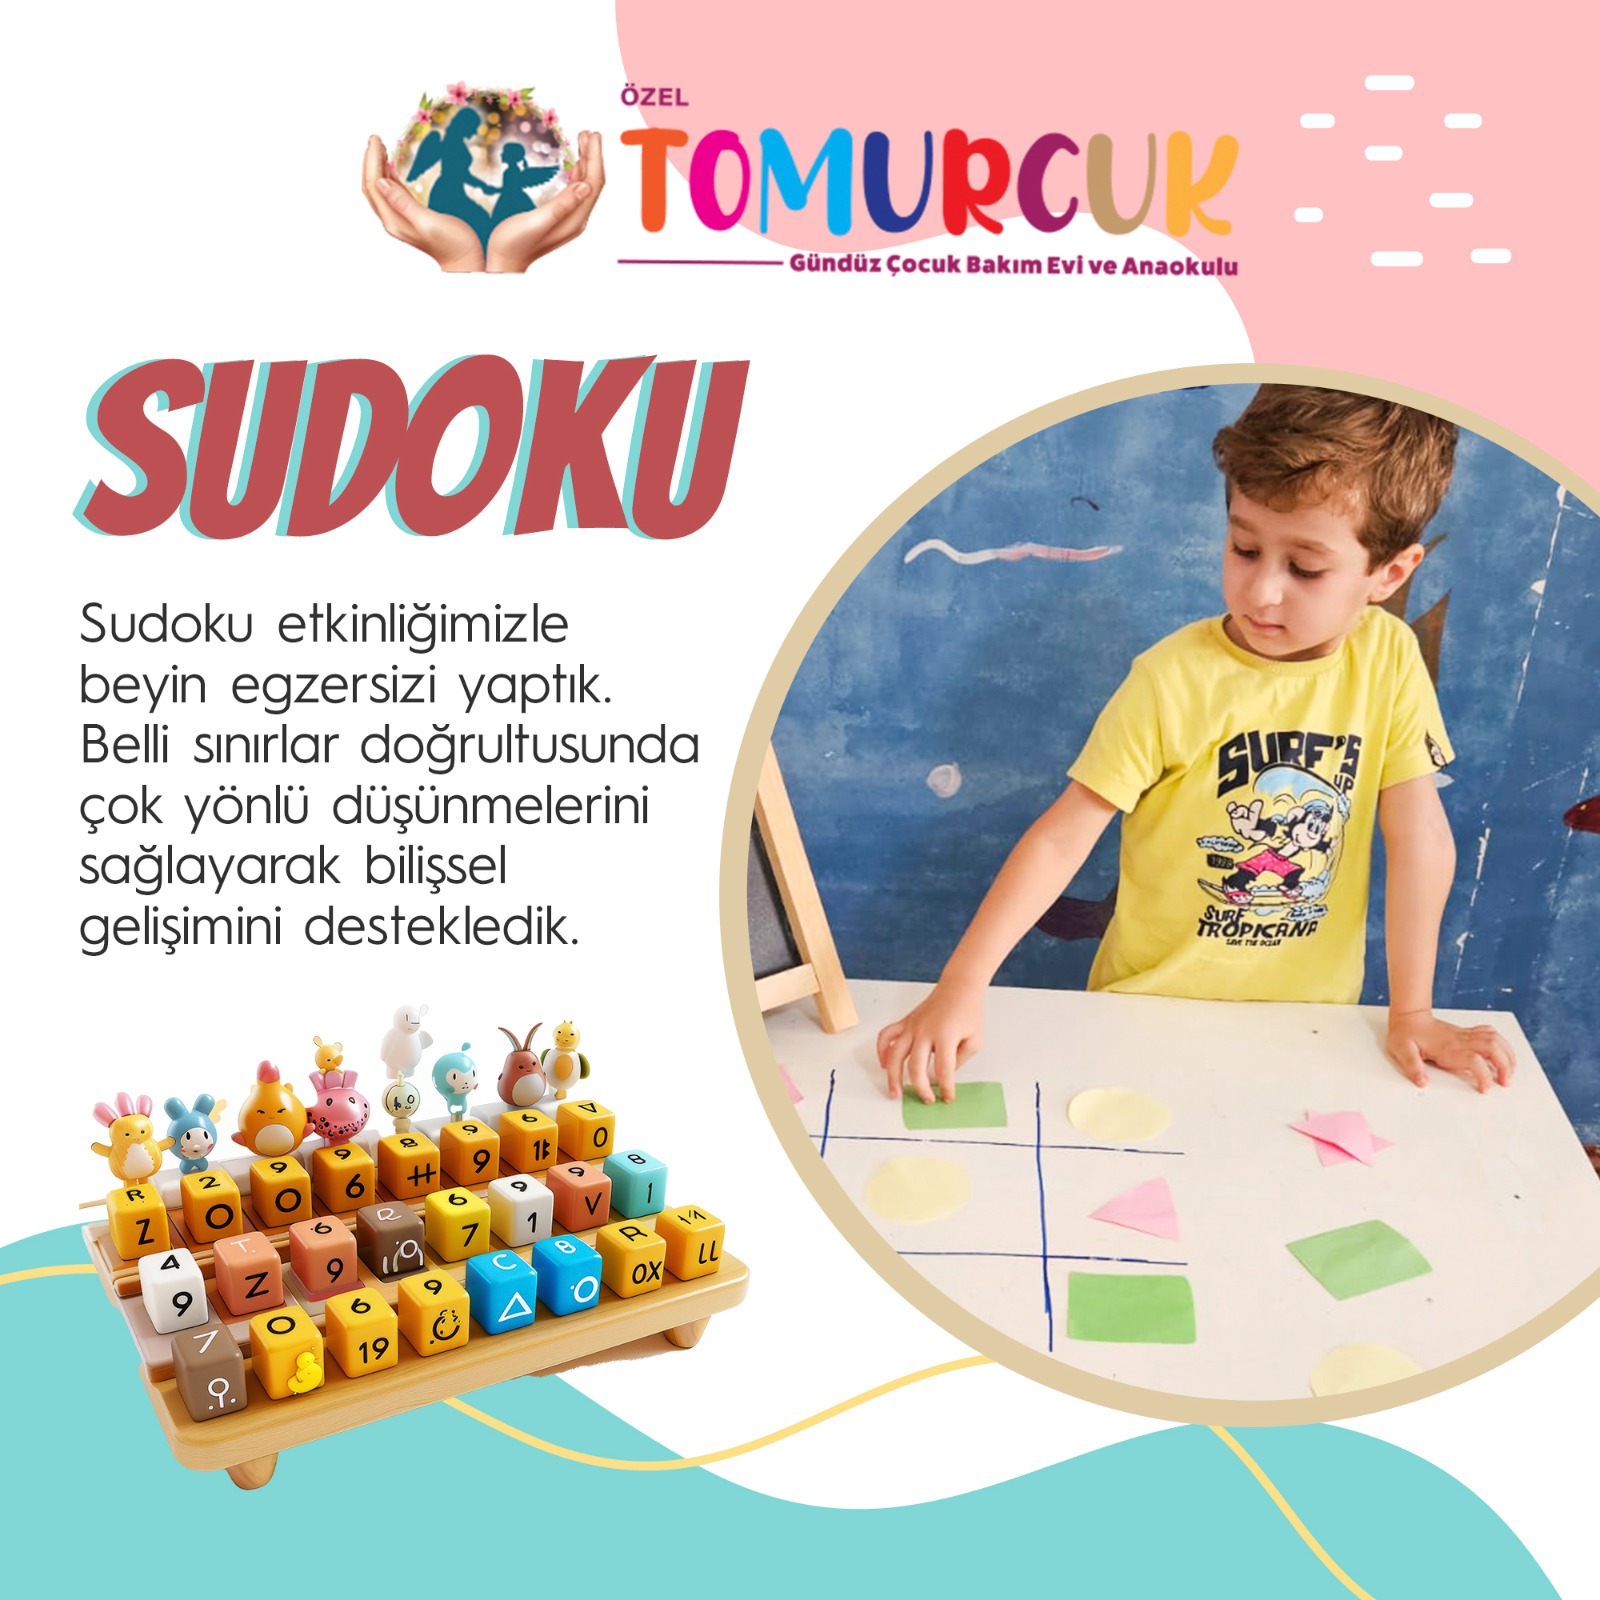 ÖZEL
TOMURCUK
Gündüz Çocuk Bakım Evi ve Anaokulu
SUDOKU
Sudoku etkinliğimizle
beyin egzersizi yaptık.
Belli sınırlar doğrultusunda
çok yönlü düşünmelerini
sağlayarak bilişsel
gelişimini destekledik.
SURF'S
UP
SURF
TROPICANA